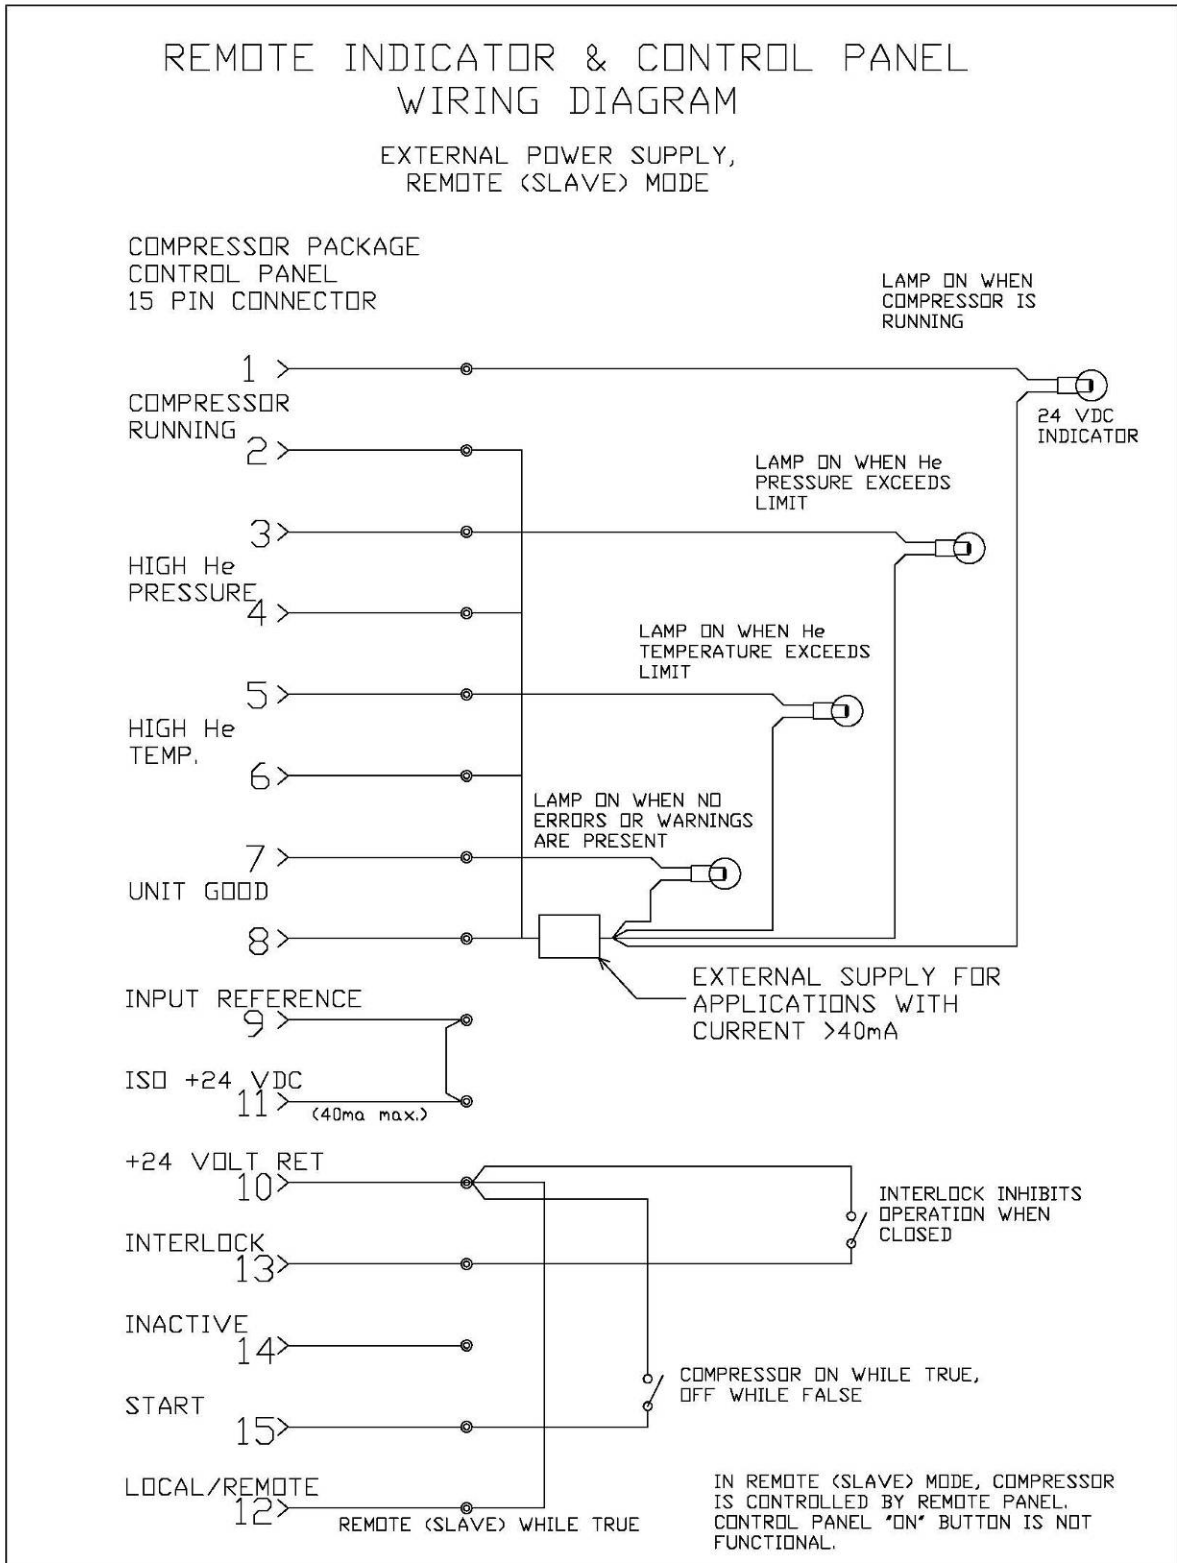 REMOTE INDICATOR & CONTROL PANEL
WIRING DIAGRAM
EXTERNAL POWER SUPPLY,
REMOTE (SLAVE) MODE
COMPRESSOR PACKAGE
CONTROL PANEL
15 PIN CONNECTOR
LAMP ON WHEN
COMPRESSOR IS
RUNNING
1
COMPRESSOR
RUNNING
2
24 VDC
INDICATOR
LAMP ON WHEN He
PRESSURE EXCEEDS
LIMIT
3
HIGH He
PRESSURE
4
LAMP ON WHEN He
TEMPERATURE EXCEEDS
LIMIT
5
HIGH He
TEMP.
6
LAMP ON WHEN NO
ERRORS OR WARNINGS
ARE PRESENT
7
UNIT GOOD
8
EXTERNAL SUPPLY FOR
APPLICATIONS WITH
CURRENT >40mA
INPUT REFERENCE
9
ISO +24 VDC
11
(40ma max.)
+24 VOLT RET
10
INTERLOCK INHIBITS
OPERATION WHEN
CLOSED
INTERLOCK
13
INACTIVE
14
COMPRESSOR ON WHILE TRUE,
OFF WHILE FALSE
START
15
LOCAL/REMOTE
12
REMOTE (SLAVE) WHILE TRUE
IN REMOTE (SLAVE) MODE, COMPRESSOR
IS CONTROLLED BY REMOTE PANEL.
CONTROL PANEL "ON" BUTTON IS NOT
FUNCTIONAL.